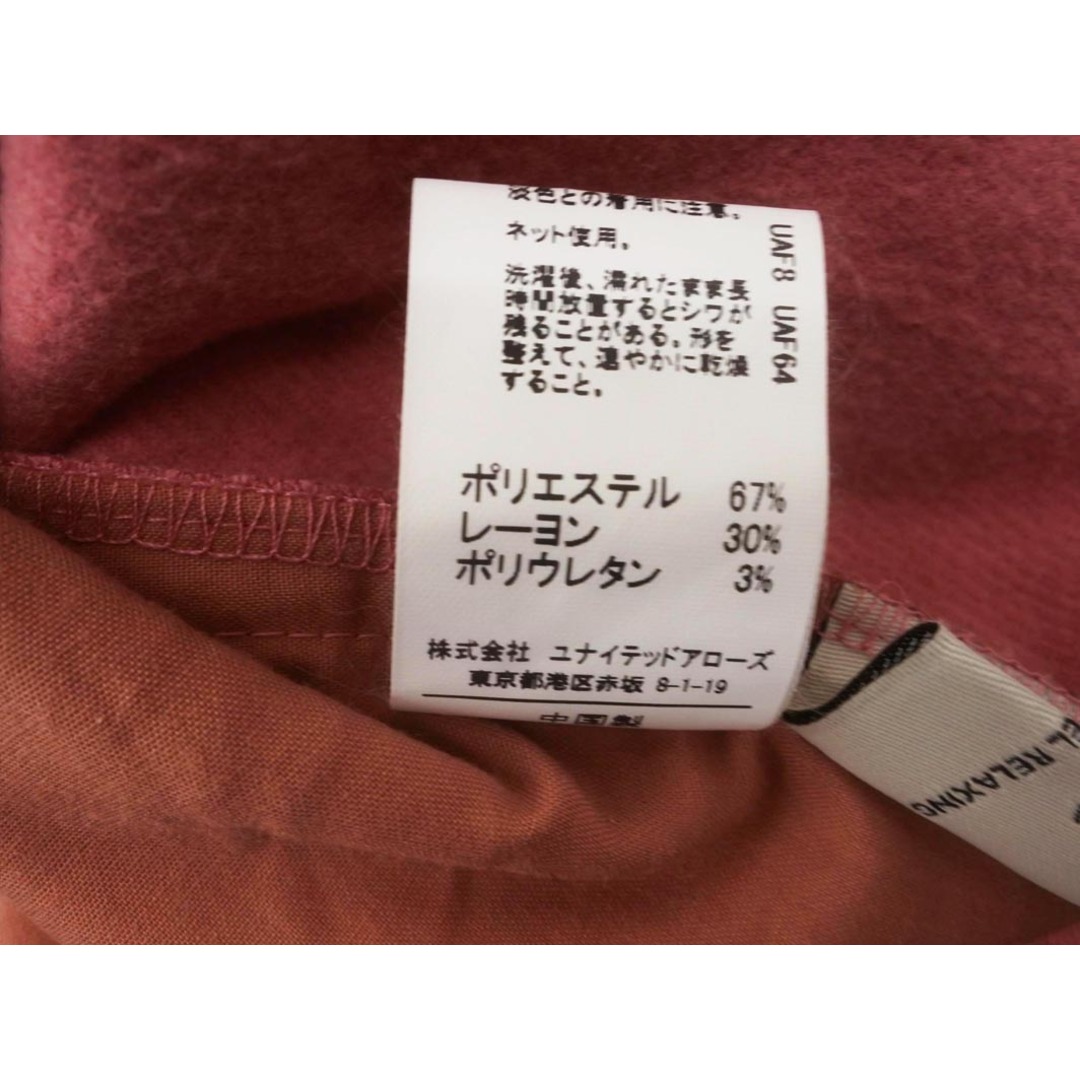 淡色との着用に注意。
ネット使用。
洗濯後、濡れたまま長
時間放置するとシワが
残ることがある。形を
整えて、速やかに乾燥
すること。
UAF8 UAF64
ポリエステル 67%
レーヨン 30%
ポリウレタン 3%
株式会社 ユナイテッドアローズ
東京都港区赤坂 8-1-19
中国製
RELAXING